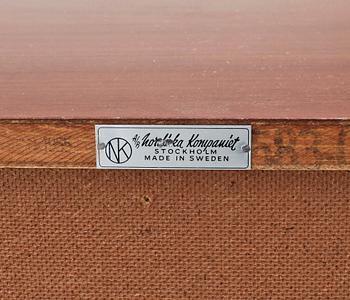 NK A/B Nordiska Kompaniet
STOCKHOLM
MADE IN SWEDEN